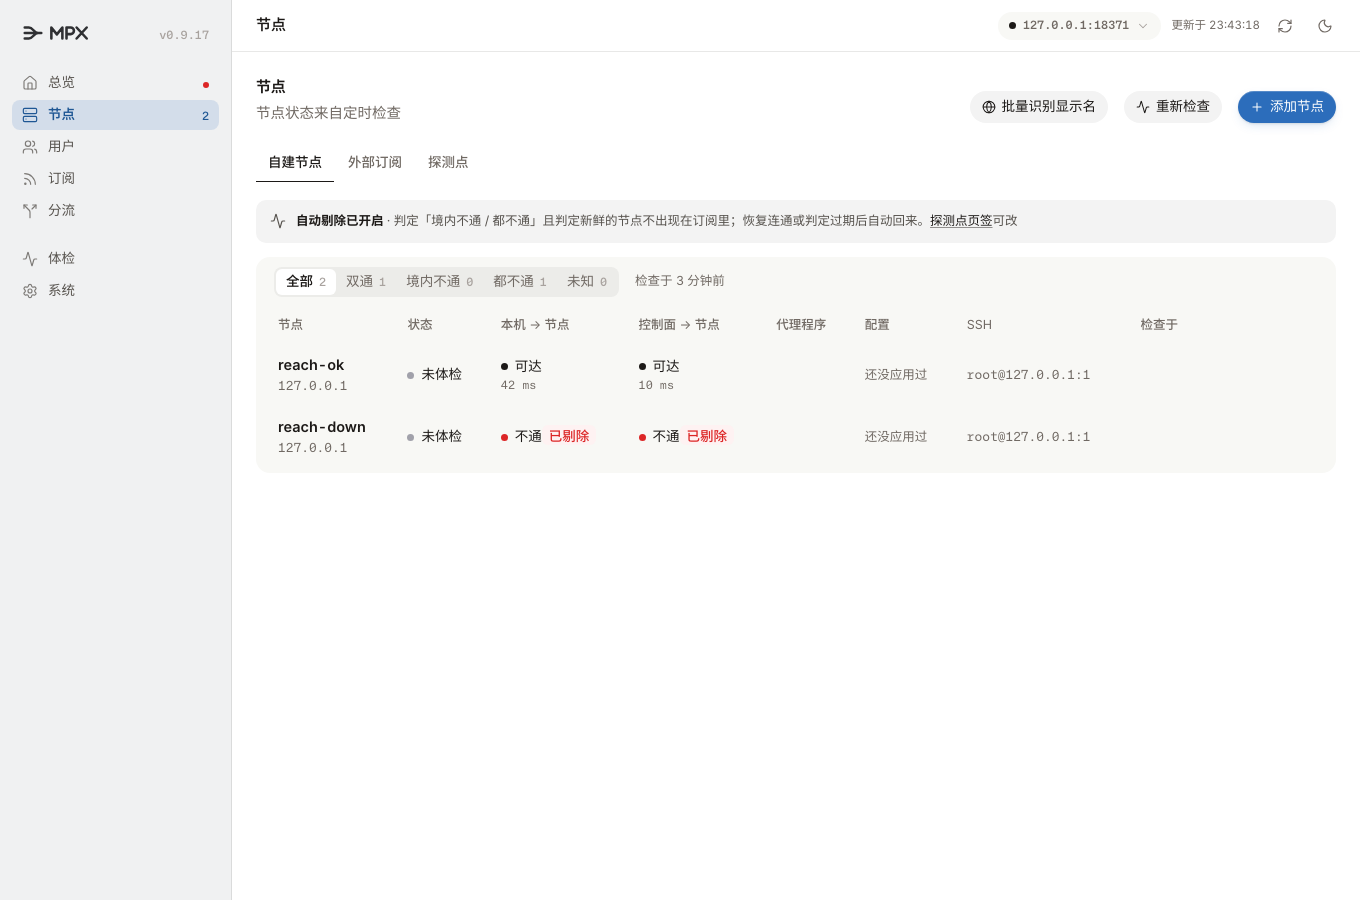 MPX v0.9.17
总览
节点 2
用户
订阅
分流
体检
系统
节点
127.0.0.1:18371 更新于 23:43:18
节点
节点状态来自定时检查
批量识别显示名 重新检查 添加节点
自建节点 外部订阅 探测点
自动剔除已开启 · 判定「境内不通 / 都不通」且判定新鲜的节点不出现在订阅里；恢复连通或判定过期后自动回来。探测点页签可改
全部 2 双通 1 境内不通 0 都不通 1 未知 0 检查于 3 分钟前
节点 状态 本机 → 节点 控制面 → 节点 代理程序 配置 SSH 检查于
reach-ok 未体检 可达 可达 还没应用过 root@127.0.0.1:1
127.0.0.1 42 ms 10 ms
reach-down 未体检 不通 已剔除 不通 已剔除 还没应用过 root@127.0.0.1:1
127.0.0.1